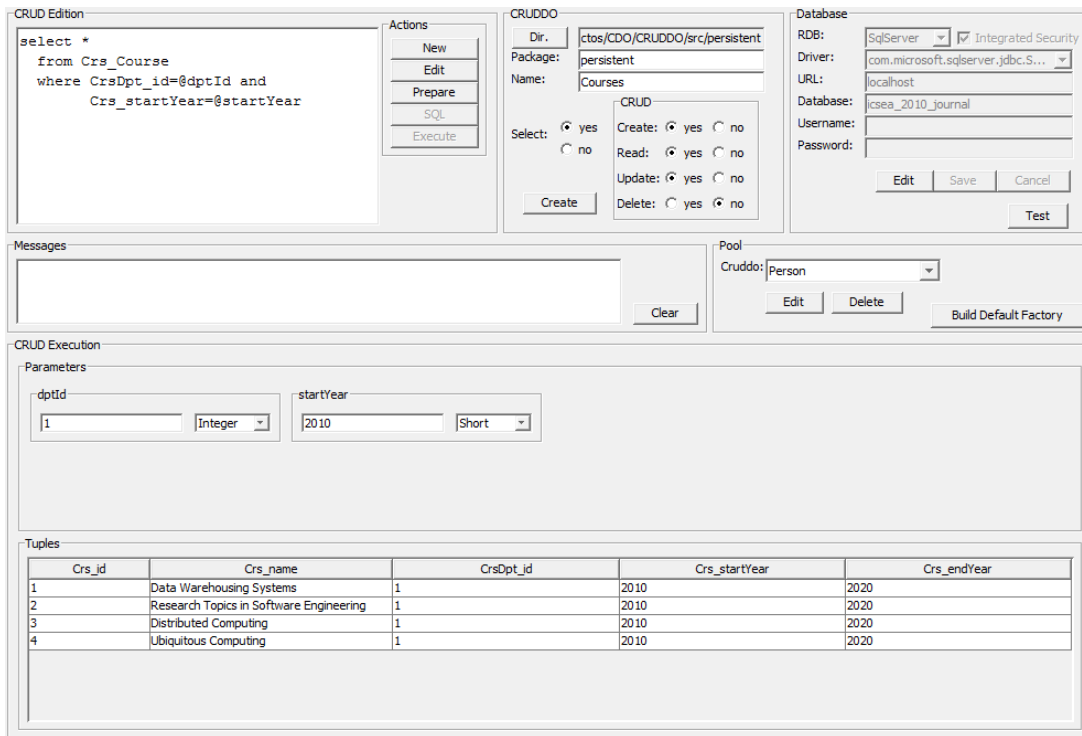 CRUD Edition
select *
from Crs_Course
where CrsDpt_id=@dptId and
Crs_startYear=@startYear
Actions
New
Edit
Prepare
SQL
Execute
CRUDDO
Dir. ctos/CDO/CRUDDO/src/persistent
Package: persistent
Name: Courses
Select: yes
no
CRUD
Create: yes no
Read: yes no
Update: yes no
Delete: yes no
Create
Database
RDB: SqlServer Integrated Security
Driver: com.microsoft.sqlserver.jdbc.S...
URL: localhost
Database: icsea_2010_journal
Username:
Password:
Edit Save Cancel
Test
Messages
Clear
Pool
Cruddo: Person
Edit Delete
Build Default Factory
CRUD Execution
Parameters
dptId
1 Integer
startYear
2010 Short
Tuples
Crs_id Crs_name CrsDpt_id Crs_startYear Crs_endYear
1 Data Warehousing Systems 1 2010 2020
2 Research Topics in Software Engineering 1 2010 2020
3 Distributed Computing 1 2010 2020
4 Ubiquitous Computing 1 2010 2020